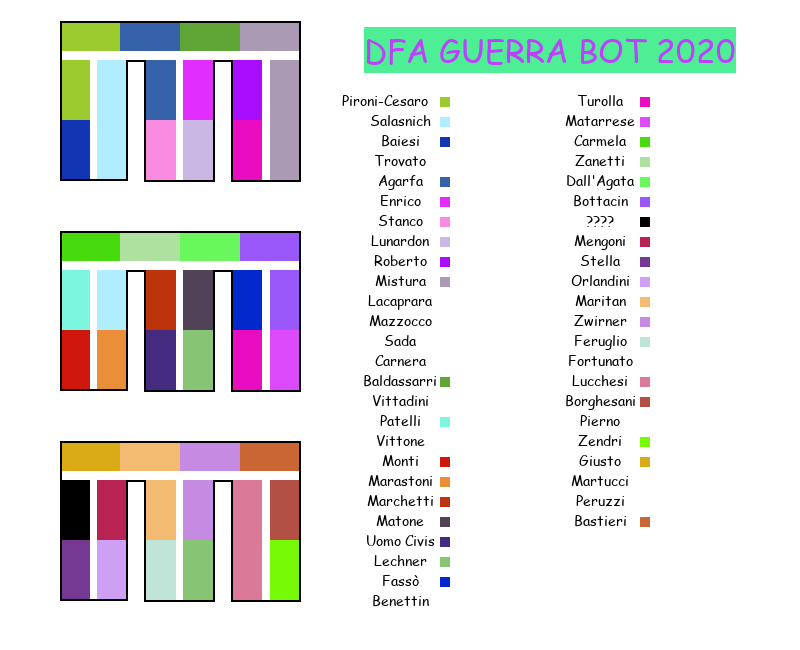 DFA GUERRA BOT 2020
Pironi-Cesaro
Salasnich
Baiesi
Trovato
Agarfa
Enrico
Stanco
Lunardon
Roberto
Mistura
Lacaprara
Mazzocco
Sada
Carnera
Baldassarri
Vittadini
Patelli
Vittone
Monti
Marastoni
Marchetti
Matone
Uomo Civis
Lechner
Fassò
Benettin
Turolla
Matarrese
Carmela
Zanetti
Dall'Agata
Bottacin
????
Mengoni
Stella
Orlandini
Maritan
Zwirner
Feruglio
Fortunato
Lucchesi
Borghesani
Pierno
Zendri
Giusto
Martucci
Peruzzi
Bastieri